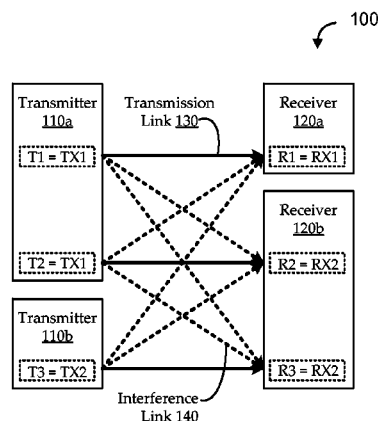 100
Transmitter
110a
T1 = TX1
T2 = TX1
Transmission
Link 130
Receiver
120a
R1 = RX1
Receiver
120b
R2 = RX2
R3 = RX2
Transmitter
110b
T3 = TX2
Interference
Link 140